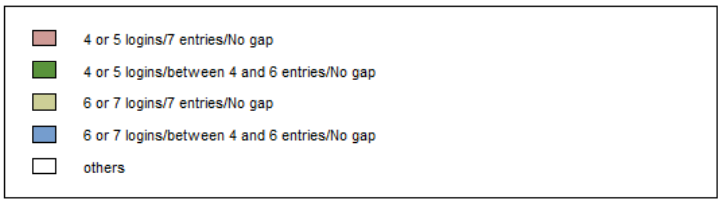 4 or 5 logins/7 entries/No gap
4 or 5 logins/between 4 and 6 entries/No gap
6 or 7 logins/7 entries/No gap
6 or 7 logins/between 4 and 6 entries/No gap
others